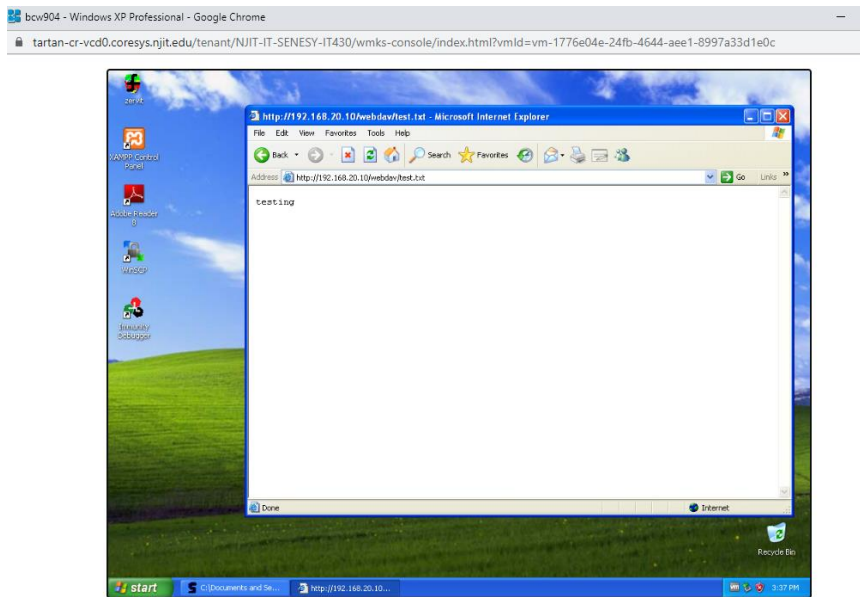 bcw904 - Windows XP Professional - Google Chrome
tartan-cr-vcd0.coresys.njit.edu/tenant/NJIT-IT-SENESY-IT430/wmks-console/index.html?vmId=vm-1776e04e-24fb-4644-aee1-8997a33d1e0c
zervit
http://192.168.20.10/webdav/test.txt - Microsoft Internet Explorer
File Edit View Favorites Tools Help
XAMPP Control
Panel
Back Search Favorites
Address http://192.168.20.10/webdav/test.txt Go Links »
testing
Adobe Reader
8
WinSCP
Immunity
Debugger
Done Internet
Recycle Bin
start C:\Documents and Se... http://192.168.20.10... 3:37 PM